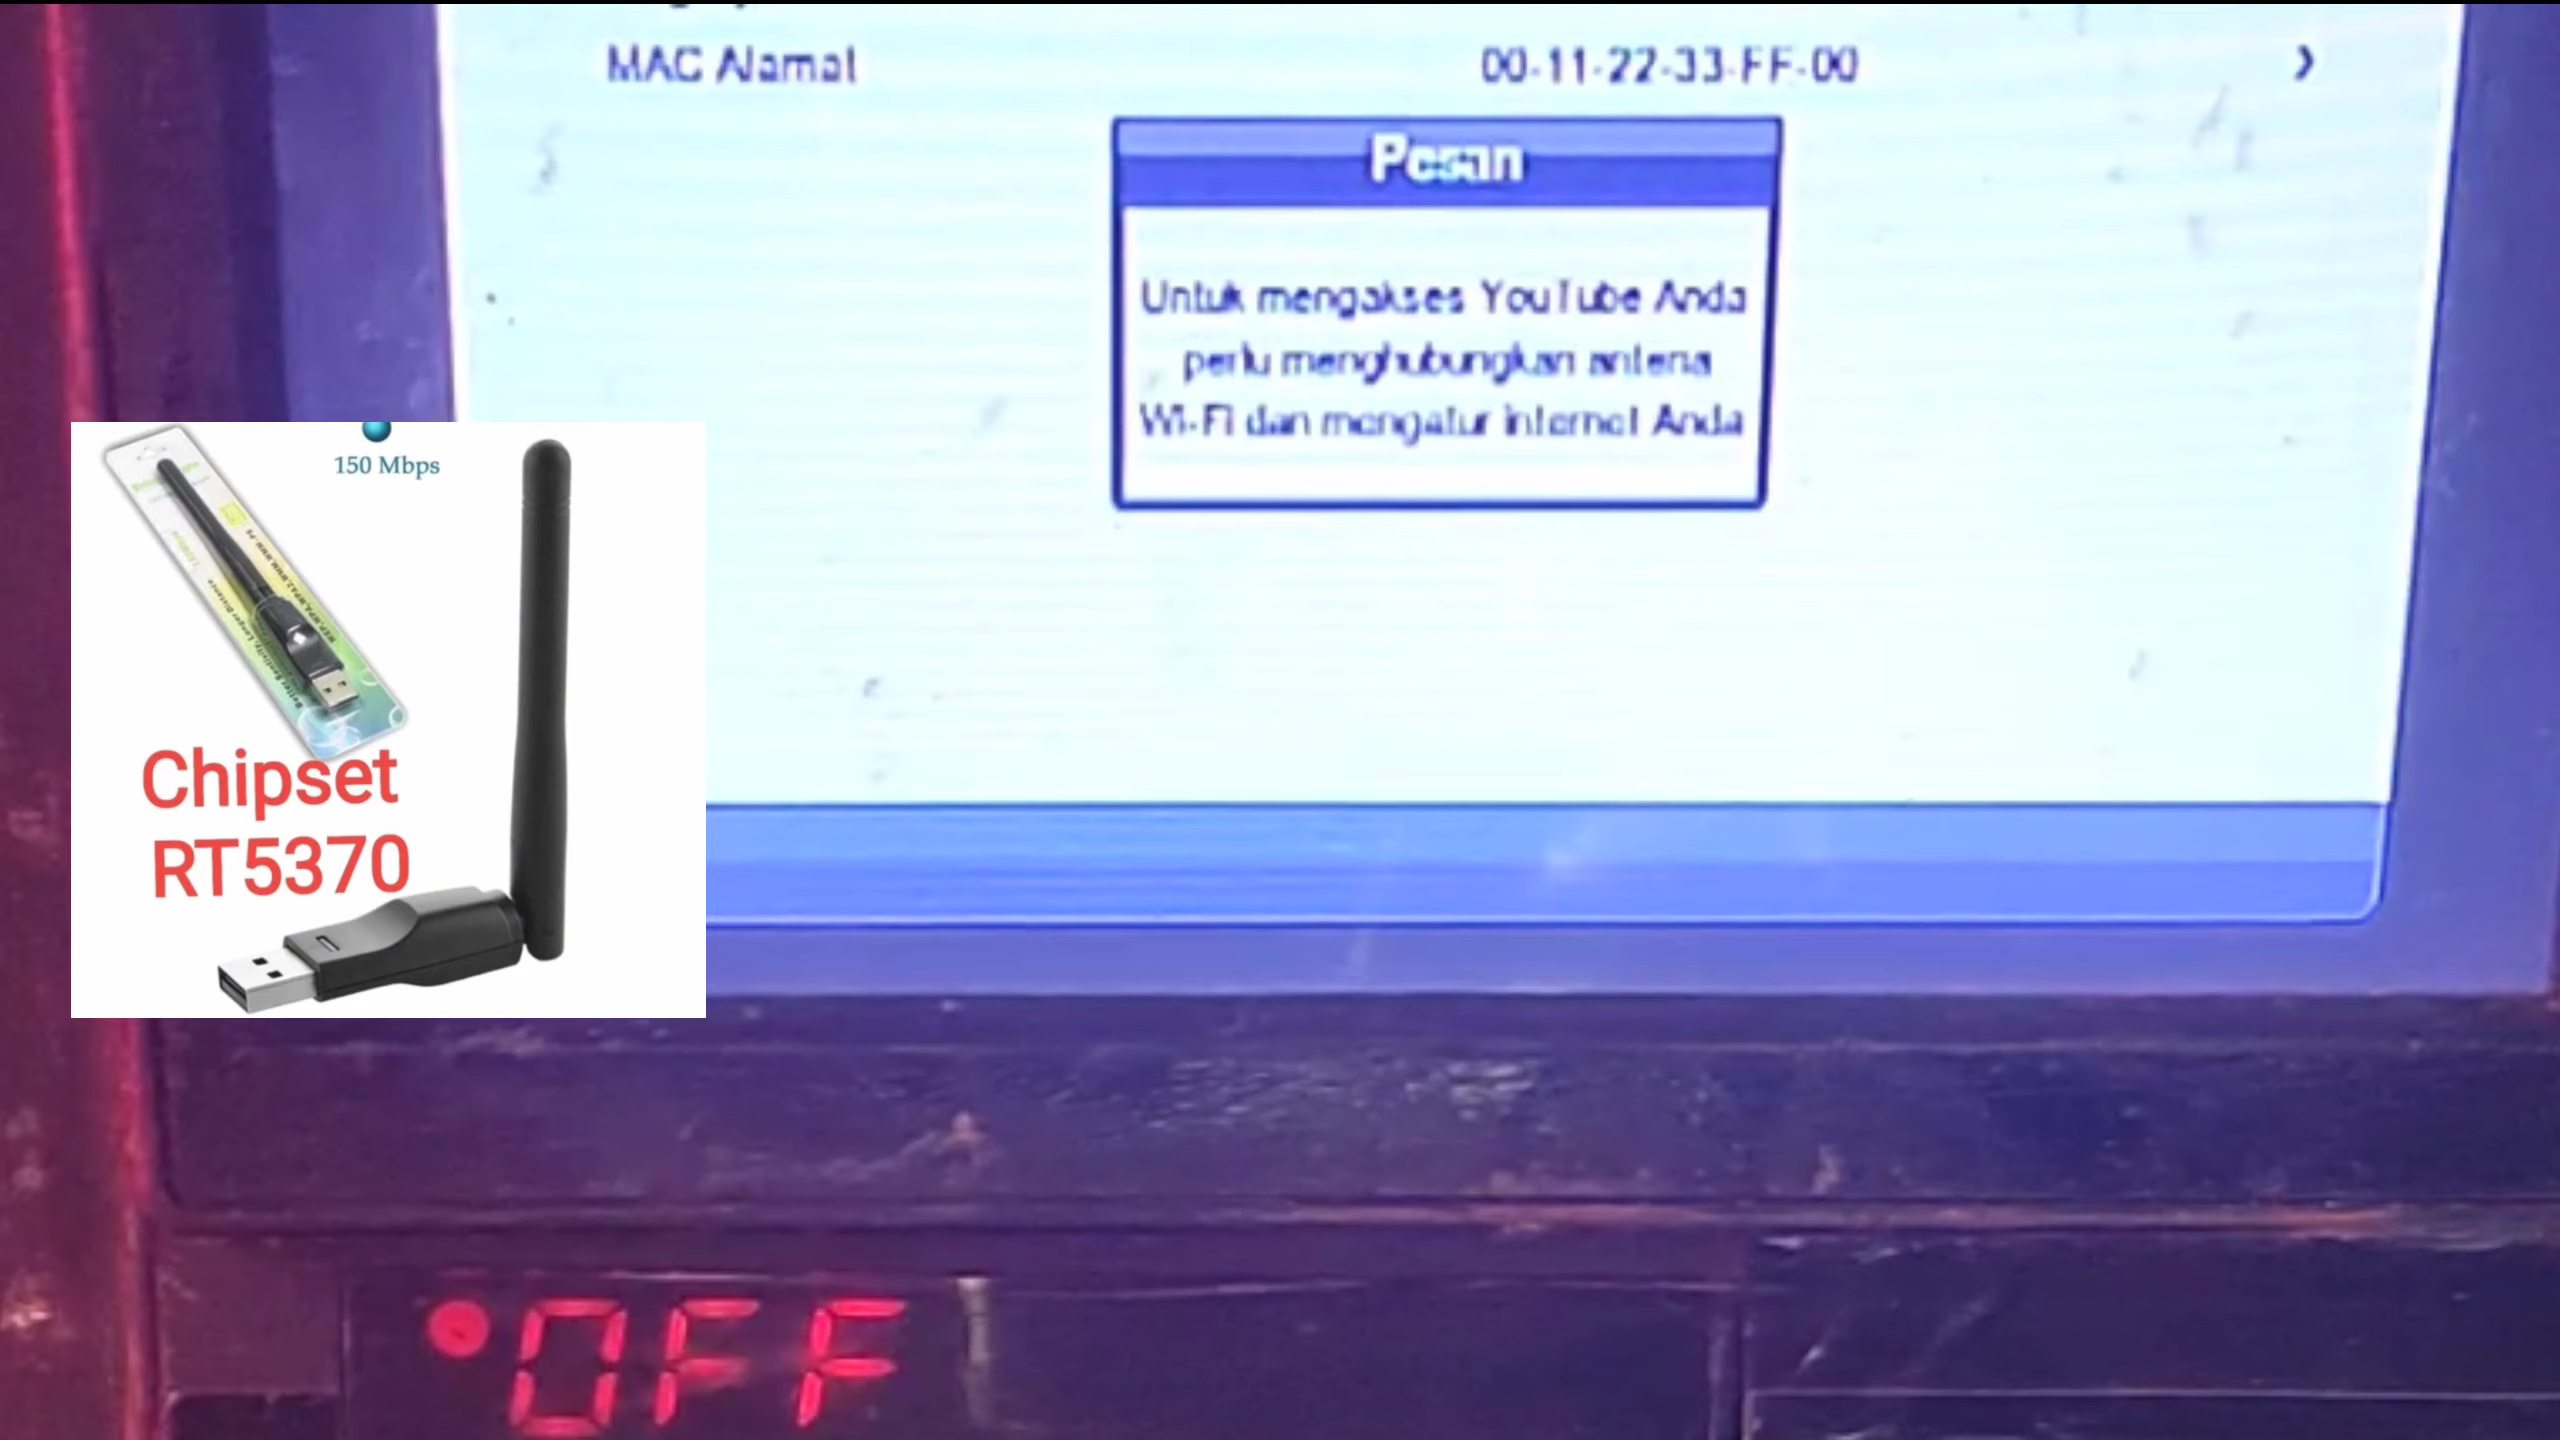 MAC Alamat
00-11-22-33-FF-00
Pesan
Untuk mengakses YouTube Anda
perlu menghubungkan antena
Wi-Fi dan mengatur internet Anda
150 Mbps
Chipset
RT5370
OFF